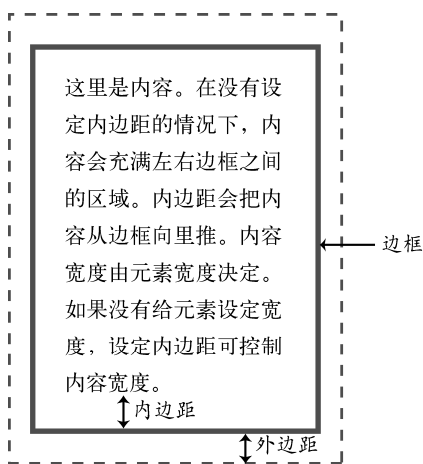 这里是内容。在没有设
定内边距的情况下，内
容会充满左右边框之间
的区域。内边距会把内
容从边框向里推。内容
宽度由元素宽度决定。
如果没有给元素设定宽
度，设定内边距可控制
内容宽度。
边框
内边距
外边距